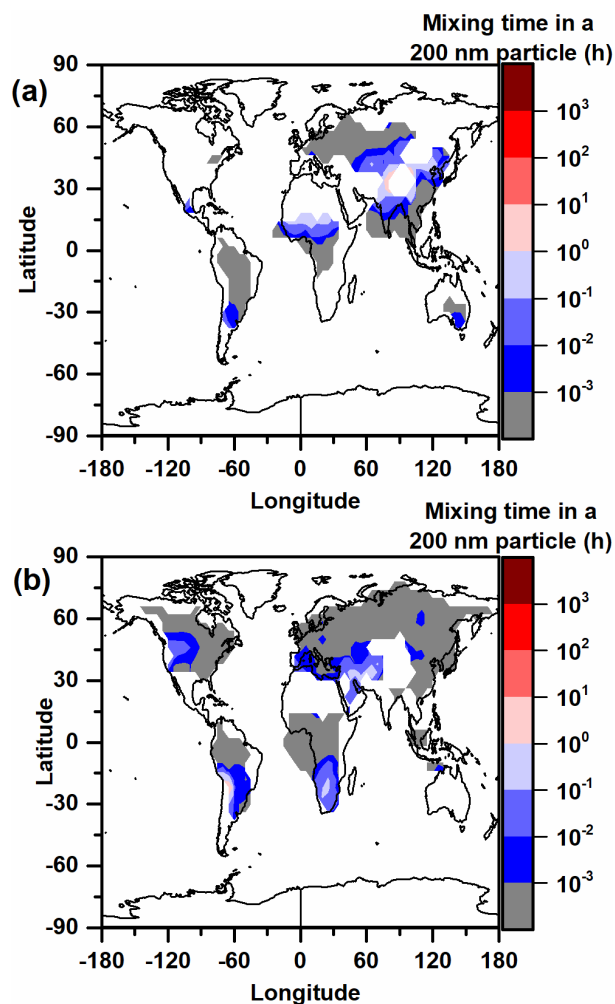 Mixing time in a
200 nm particle (h)
(a)
90
60
30
0
-30
-60
-90
Latitude
-180 -120 -60 0 60 120 180
Longitude
10³
10²
10¹
10⁰
10⁻¹
10⁻²
10⁻³
Mixing time in a
200 nm particle (h)
(b)
90
60
30
0
-30
-60
-90
Latitude
-180 -120 -60 0 60 120 180
Longitude
10³
10²
10¹
10⁰
10⁻¹
10⁻²
10⁻³